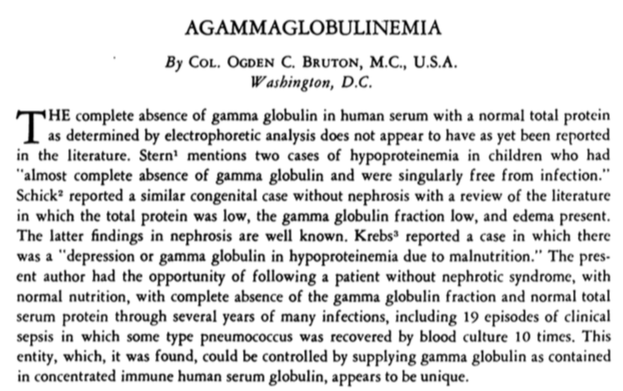 AGAMMAGLOBULINEMIA
By COL. OGDEN C. BRUTON, M.C., U.S.A.
Washington, D.C.
THE complete absence of gamma globulin in human serum with a normal total protein
as determined by electrophoretic analysis does not appear to have as yet been reported
in the literature. Stern¹ mentions two cases of hypoproteinemia in children who had
"almost complete absence of gamma globulin and were singularly free from infection."
Schick² reported a similar congenital case without nephrosis with a review of the literature
in which the total protein was low, the gamma globulin fraction low, and edema present.
The latter findings in nephrosis are well known. Krebs³ reported a case in which there
was a "depression or gamma globulin in hypoproteinemia due to malnutrition." The pres-
ent author had the opportunity of following a patient without nephrotic syndrome, with
normal nutrition, with complete absence of the gamma globulin fraction and normal total
serum protein through several years of many infections, including 19 episodes of clinical
sepsis in which some type pneumococcus was recovered by blood culture 10 times. This
entity, which, it was found, could be controlled by supplying gamma globulin as contained
in concentrated immune human serum globulin, appears to be unique.